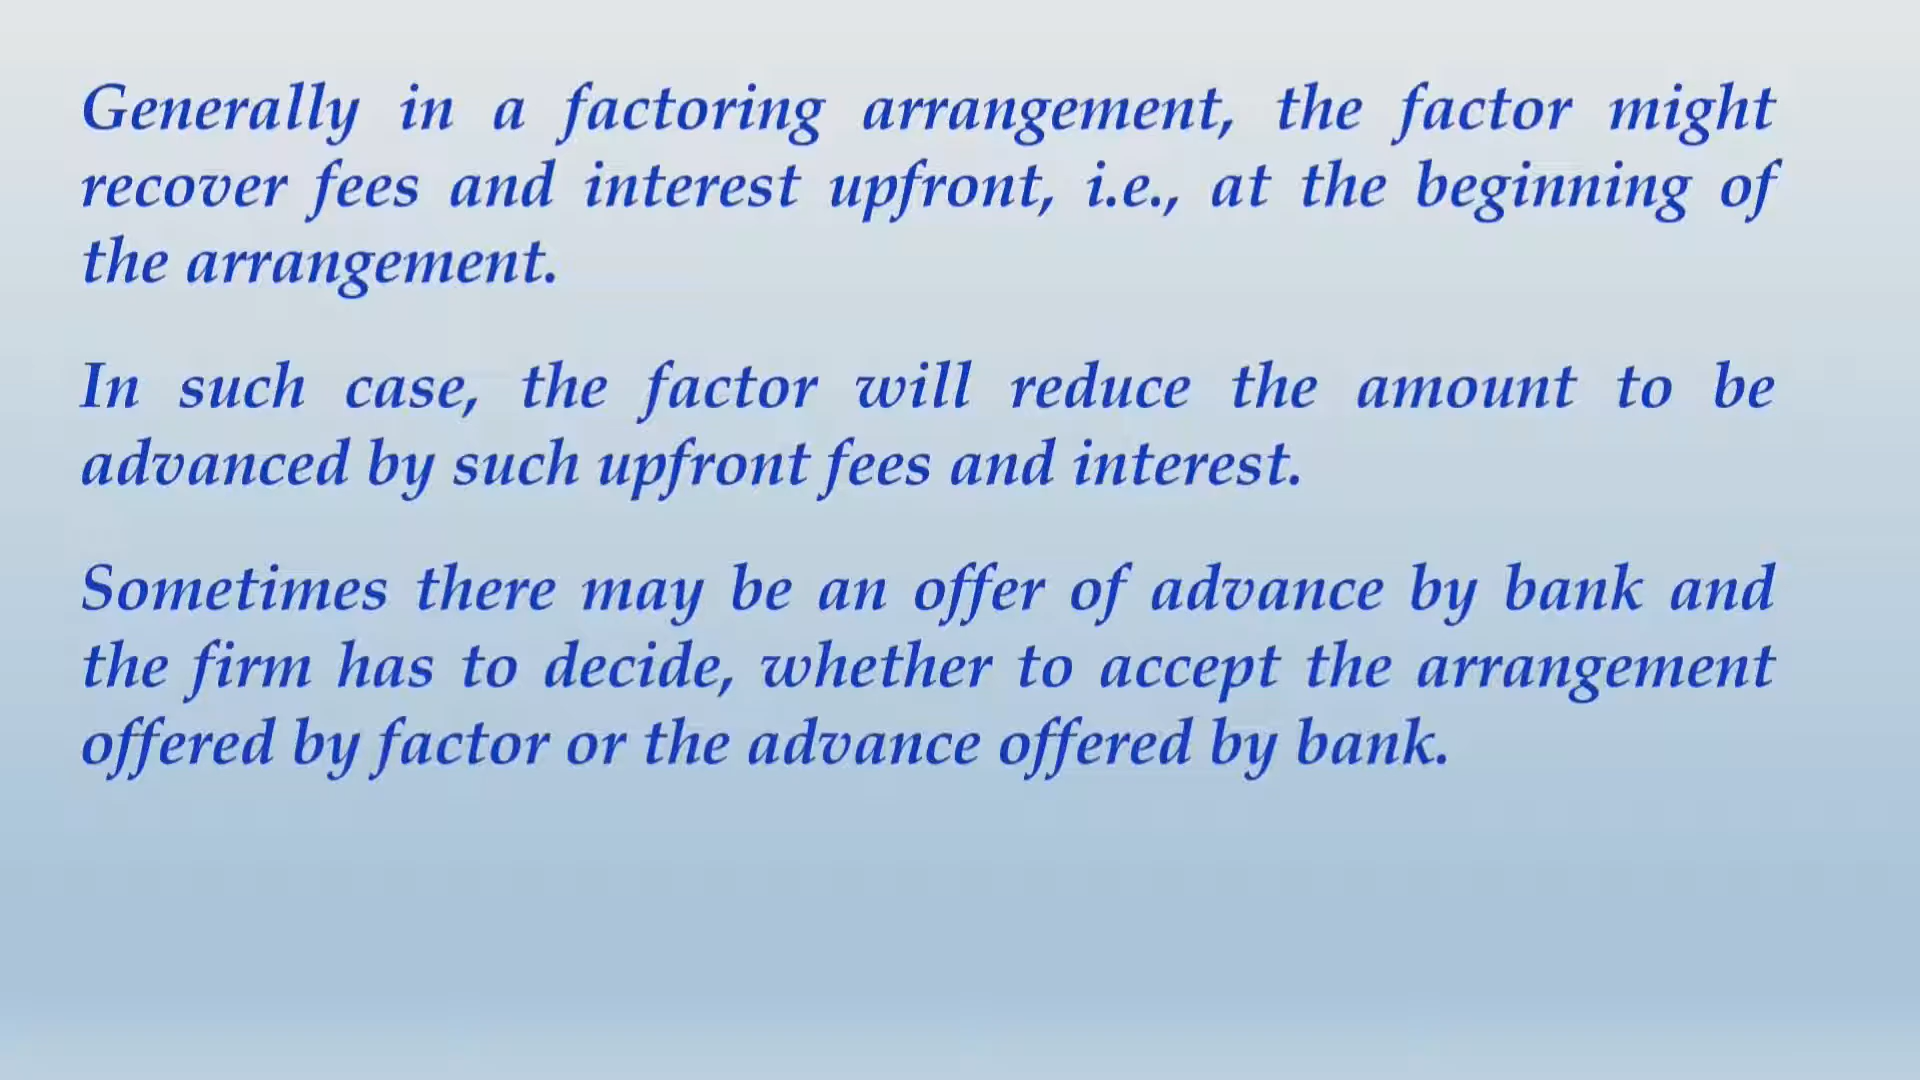 Generally in a factoring arrangement, the factor might
recover fees and interest upfront, i.e., at the beginning of
the arrangement.
In such case, the factor will reduce the amount to be
advanced by such upfront fees and interest.
Sometimes there may be an offer of advance by bank and
the firm has to decide, whether to accept the arrangement
offered by factor or the advance offered by bank.